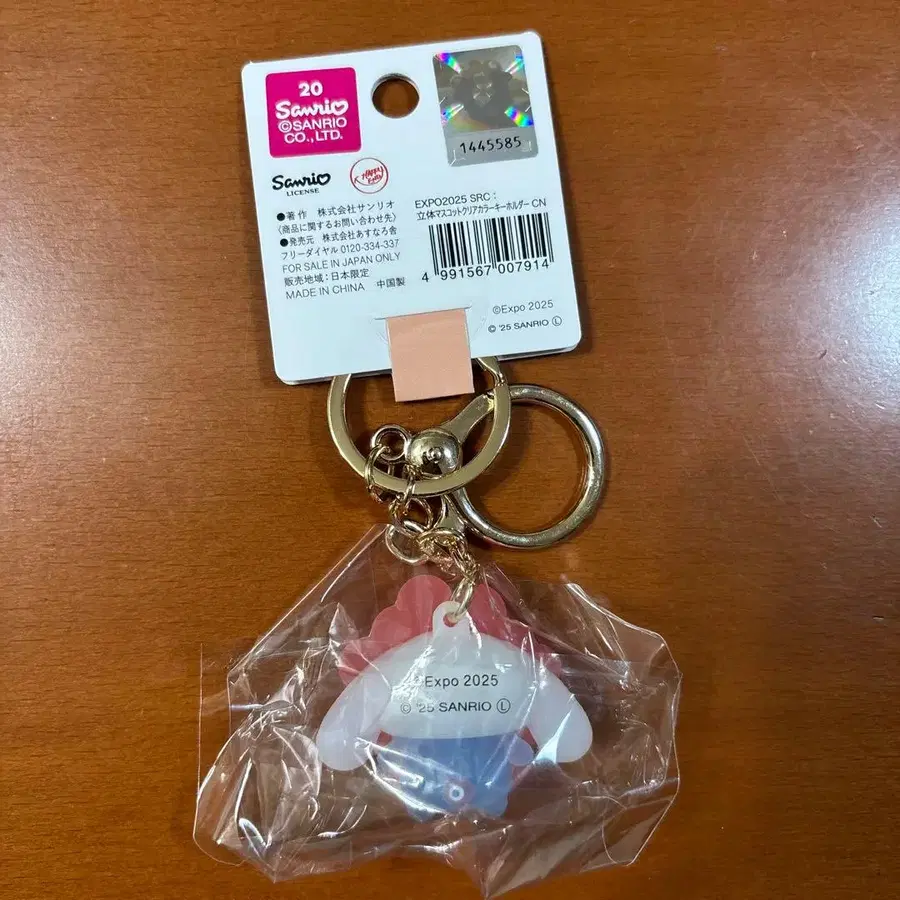 20
Sanrio
©SANRIO
CO.,LTD.
1445585
Sanrio
LICENSE
HAPPY
EXPO2025 SRC:
立体マスコットクリアカラーキーホルダー CN
●著作 株式会社サンリオ
〈商品に関するお問い合わせ先〉
●発売元 株式会社あすなろ舎
フリーダイヤル 0120-334-337
FOR SALE IN JAPAN ONLY
販売地域:日本限定
MADE IN CHINA 中国製
4 991567 007914
©Expo 2025
© '25 SANRIO Ⓛ
©Expo 2025
© '25 SANRIO Ⓛ